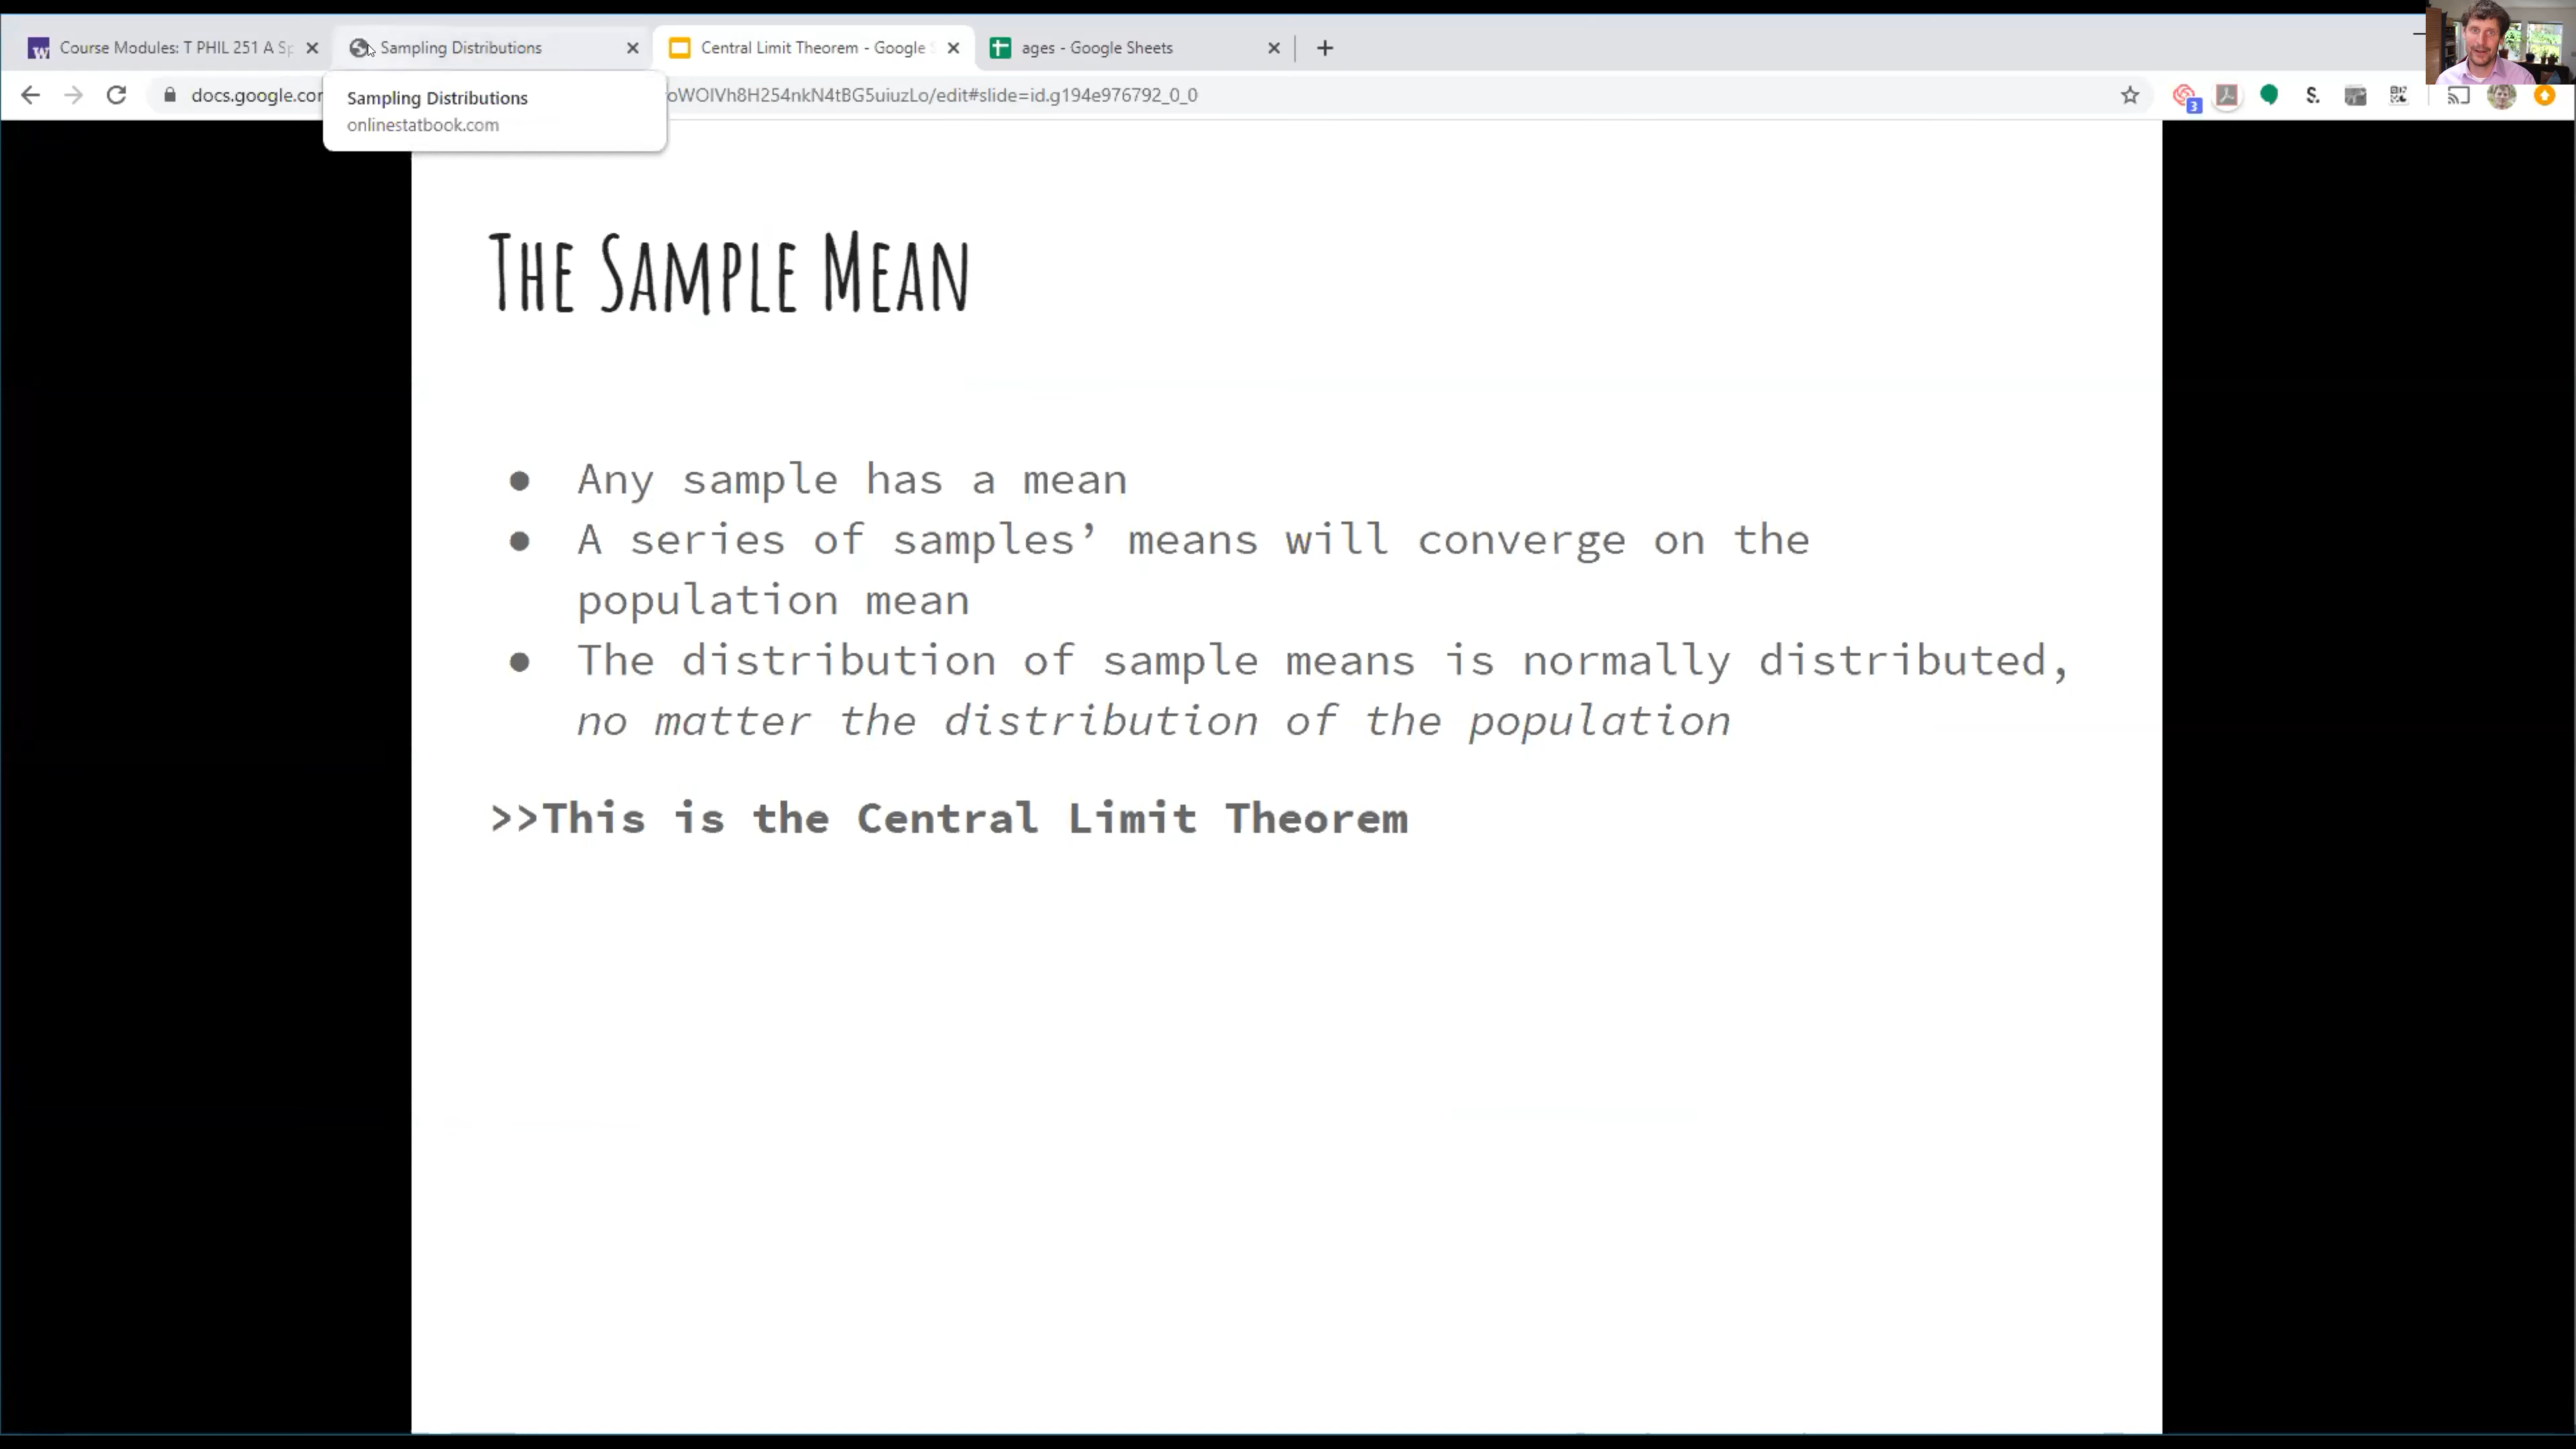 Course Modules: T PHIL 251 A Sp
Sampling Distributions
Central Limit Theorem - Google S
ages - Google Sheets
docs.google.com
oWOlVh8H254nkN4tBG5uiuzLo/edit#slide=id.g194e976792_0_0
3
S.
Sampling Distributions
onlinestatbook.com
THE SAMPLE MEAN
● Any sample has a mean
● A series of samples’ means will converge on the
population mean
● The distribution of sample means is normally distributed,
no matter the distribution of the population
>>This is the Central Limit Theorem